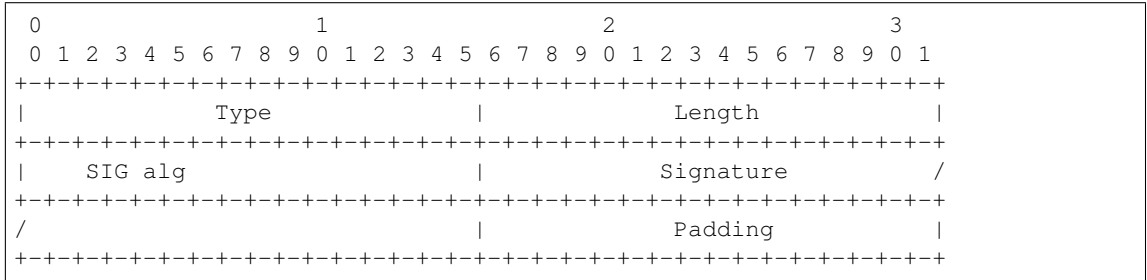 0                   1                   2                   3
 0 1 2 3 4 5 6 7 8 9 0 1 2 3 4 5 6 7 8 9 0 1 2 3 4 5 6 7 8 9 0 1
+-+-+-+-+-+-+-+-+-+-+-+-+-+-+-+-+-+-+-+-+-+-+-+-+-+-+-+-+-+-+-+-+
|             Type              |             Length            |
+-+-+-+-+-+-+-+-+-+-+-+-+-+-+-+-+-+-+-+-+-+-+-+-+-+-+-+-+-+-+-+-+
|    SIG alg                    |            Signature          /
+-+-+-+-+-+-+-+-+-+-+-+-+-+-+-+-+-+-+-+-+-+-+-+-+-+-+-+-+-+-+-+-+
/                               |             Padding           |
+-+-+-+-+-+-+-+-+-+-+-+-+-+-+-+-+-+-+-+-+-+-+-+-+-+-+-+-+-+-+-+-+